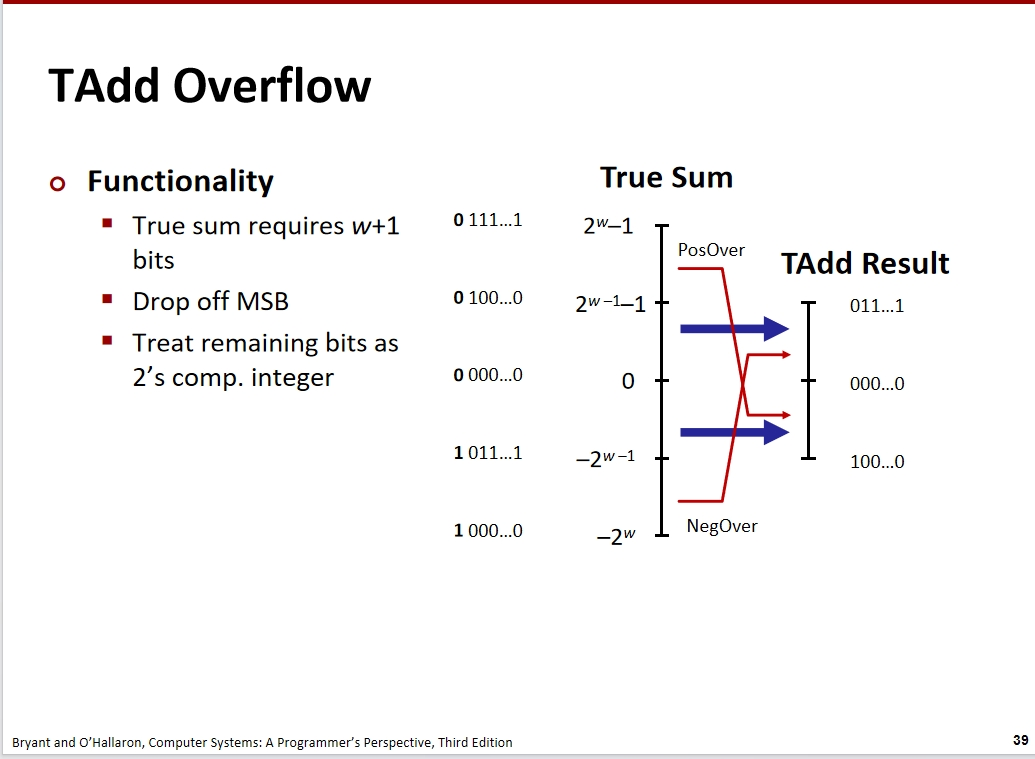 TAdd Overflow
Functionality
True sum requires w+1
bits
Drop off MSB
Treat remaining bits as
2’s comp. integer
0 111…1
0 100…0
0 000…0
1 011…1
1 000…0
True Sum
2ʷ–1
2ʷ⁻¹–1
0
–2ʷ⁻¹
–2ʷ
PosOver
NegOver
TAdd Result
011…1
000…0
100…0
Bryant and O’Hallaron, Computer Systems: A Programmer’s Perspective, Third Edition
39